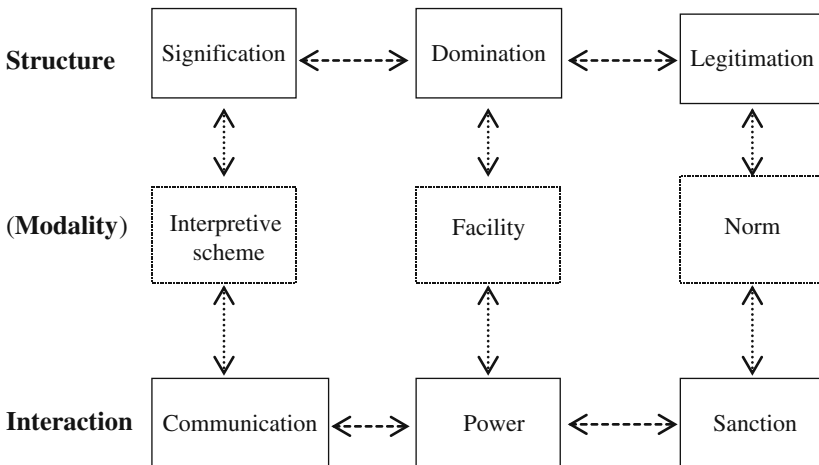 Structure
Signification
Domination
Legitimation
(Modality)
Interpretive
scheme
Facility
Norm
Interaction
Communication
Power
Sanction